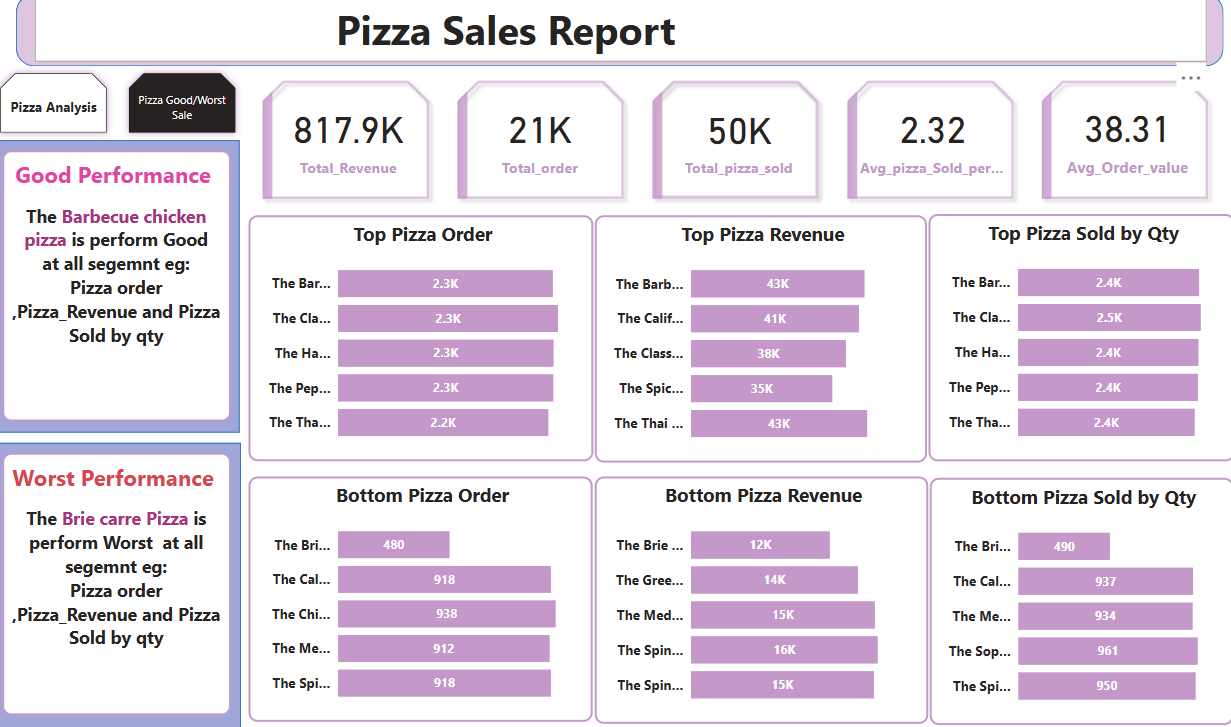 Pizza Sales Report
Pizza Analysis
Pizza Good/Worst
Sale
817.9K
Total_Revenue
21K
Total_order
50K
Total_pizza_sold
2.32
Avg_pizza_Sold_per...
38.31
Avg_Order_value
Good Performance
The Barbecue chicken
pizza is perform Good
at all segemnt eg:
Pizza order
,Pizza_Revenue and Pizza
Sold by qty
Worst Performance
The Brie carre Pizza is
perform Worst at all
segemnt eg:
Pizza order
,Pizza_Revenue and Pizza
Sold by qty
Top Pizza Order
The Bar... 2.3K
The Cla... 2.3K
The Ha... 2.3K
The Pep... 2.3K
The Tha... 2.2K
Top Pizza Revenue
The Barb... 43K
The Calif... 41K
The Class... 38K
The Spic... 35K
The Thai ... 43K
Top Pizza Sold by Qty
The Bar... 2.4K
The Cla... 2.5K
The Ha... 2.4K
The Pep... 2.4K
The Tha... 2.4K
Bottom Pizza Order
The Bri... 480
The Cal... 918
The Chi... 938
The Me... 912
The Spi... 918
Bottom Pizza Revenue
The Brie ... 12K
The Gree... 14K
The Med... 15K
The Spin... 16K
The Spin... 15K
Bottom Pizza Sold by Qty
The Bri... 490
The Cal... 937
The Me... 934
The Sop... 961
The Spi... 950